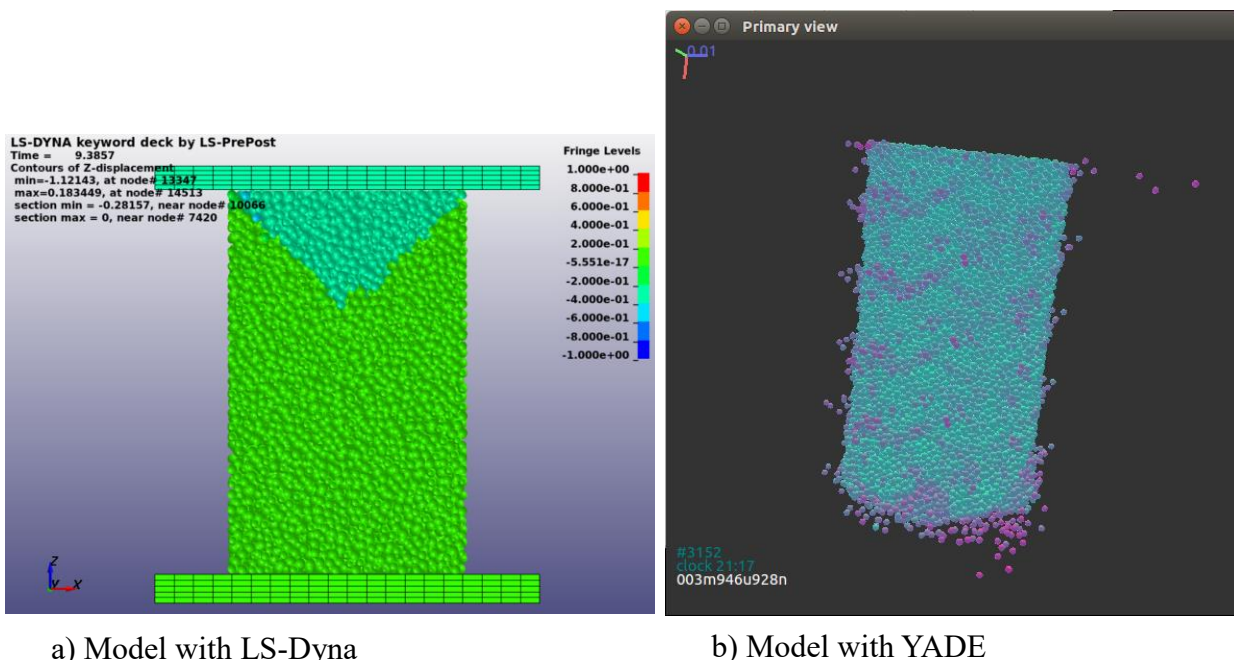 LS-DYNA keyword deck by LS-PrePost
Time = 9.3857
Contours of Z-displacement
min=-1.12143, at node# 13347
max=0.183449, at node# 14513
section min = -0.28157, near node# 10066
section max = 0, near node# 7420
Fringe Levels
1.000e+00
8.000e-01
6.000e-01
4.000e-01
2.000e-01
-5.551e-17
-2.000e-01
-4.000e-01
-6.000e-01
-8.000e-01
-1.000e+00
Z
Y X
Primary view
0.01
#3152
clock 21:17
003m946u928n
a) Model with LS-Dyna
b) Model with YADE